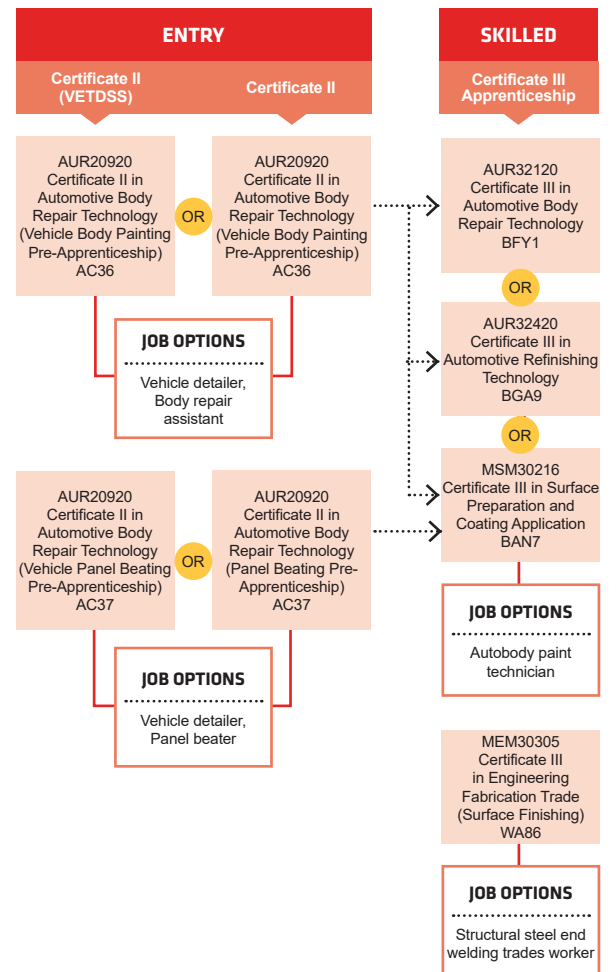 ENTRY
SKILLED
Certificate II
(VETDSS)
Certificate II
Certificate III
Apprenticeship
AUR20920
Certificate II in
Automotive Body
Repair Technology
(Vehicle Body Painting
Pre-Apprenticeship)
AC36
OR
AUR20920
Certificate II in
Automotive Body
Repair Technology
(Vehicle Body Painting
Pre-Apprenticeship)
AC36
AUR32120
Certificate III in
Automotive Body
Repair Technology
BFY1
OR
AUR32420
Certificate III in
Automotive Refinishing
Technology
BGA9
OR
JOB OPTIONS
Vehicle detailer,
Body repair
assistant
AUR20920
Certificate II in
Automotive Body
Repair Technology
(Vehicle Panel Beating
Pre-Apprenticeship)
AC37
OR
AUR20920
Certificate II in
Automotive Body
Repair Technology
(Panel Beating Pre-
Apprenticeship)
AC37
MSM30216
Certificate III in Surface
Preparation and
Coating Application
BAN7
JOB OPTIONS
Autobody paint
technician
JOB OPTIONS
Vehicle detailer,
Panel beater
MEM30305
Certificate III
in Engineering
Fabrication Trade
(Surface Finishing)
WA86
JOB OPTIONS
Structural steel end
welding trades worker